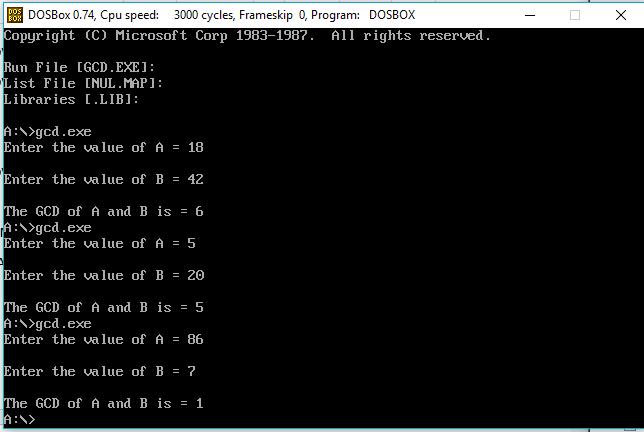 DOSBox 0.74, Cpu speed: 3000 cycles, Frameskip 0, Program: DOSBOX
Copyright (C) Microsoft Corp 1983-1987. All rights reserved.
Run File [GCD.EXE]:
List File [NUL.MAP]:
Libraries [.LIB]:
A:\>gcd.exe
Enter the value of A = 18
Enter the value of B = 42
The GCD of A and B is = 6
A:\>gcd.exe
Enter the value of A = 5
Enter the value of B = 20
The GCD of A and B is = 5
A:\>gcd.exe
Enter the value of A = 86
Enter the value of B = 7
The GCD of A and B is = 1
A:\>